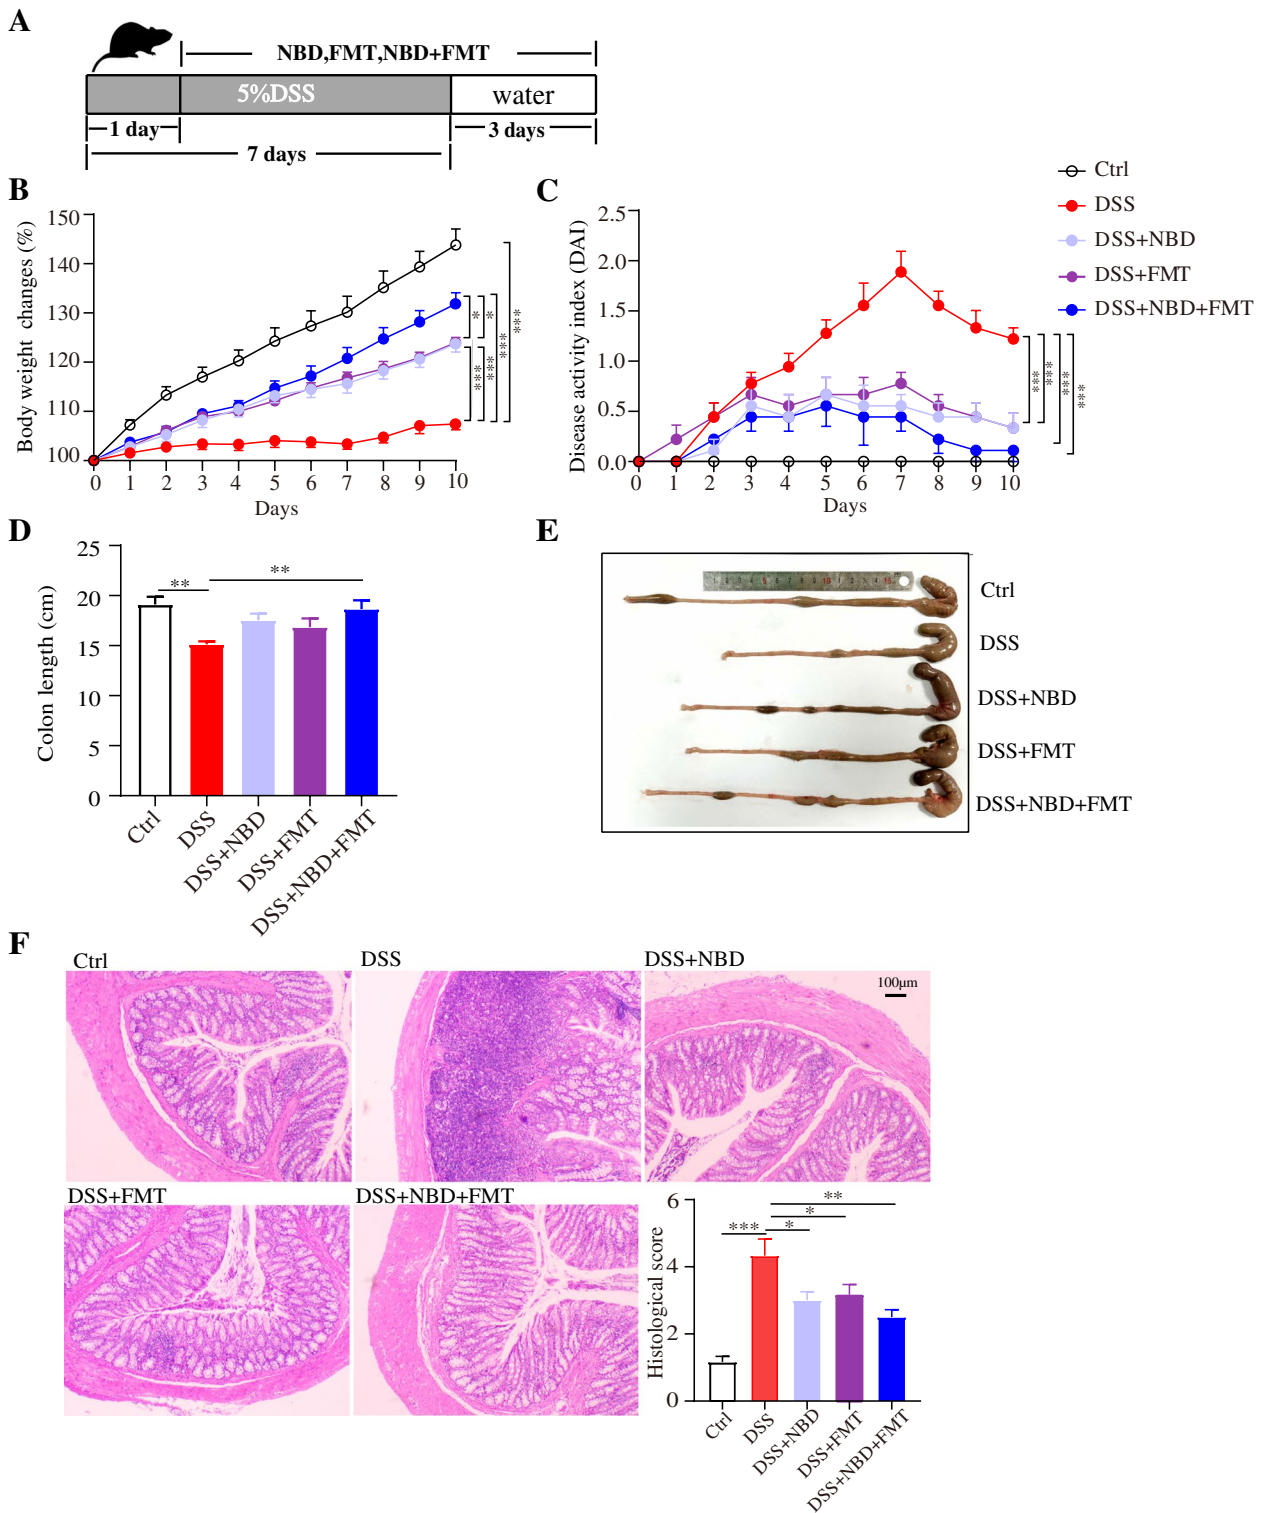 A
NBD,FMT,NBD+FMT
5%DSS
water
1 day
3 days
7 days
B
Body weight changes (%)
150
140
130
120
110
100
0 1 2 3 4 5 6 7 8 9 10
Days
*
*
***
***
***
***
C
Disease activity index (DAI)
2.5
2.0
1.5
1.0
0.5
0.0
0 1 2 3 4 5 6 7 8 9 10
Days
***
***
***
***
Ctrl
DSS
DSS+NBD
DSS+FMT
DSS+NBD+FMT
D
Colon length (cm)
25
20
15
10
5
0
**
**
Ctrl
DSS
DSS+NBD
DSS+FMT
DSS+NBD+FMT
E
Ctrl
DSS
DSS+NBD
DSS+FMT
DSS+NBD+FMT
F
Ctrl
DSS
DSS+NBD
100μm
DSS+FMT
DSS+NBD+FMT
Histological score
6
4
2
0
***
*
*
**
Ctrl
DSS
DSS+NBD
DSS+FMT
DSS+NBD+FMT